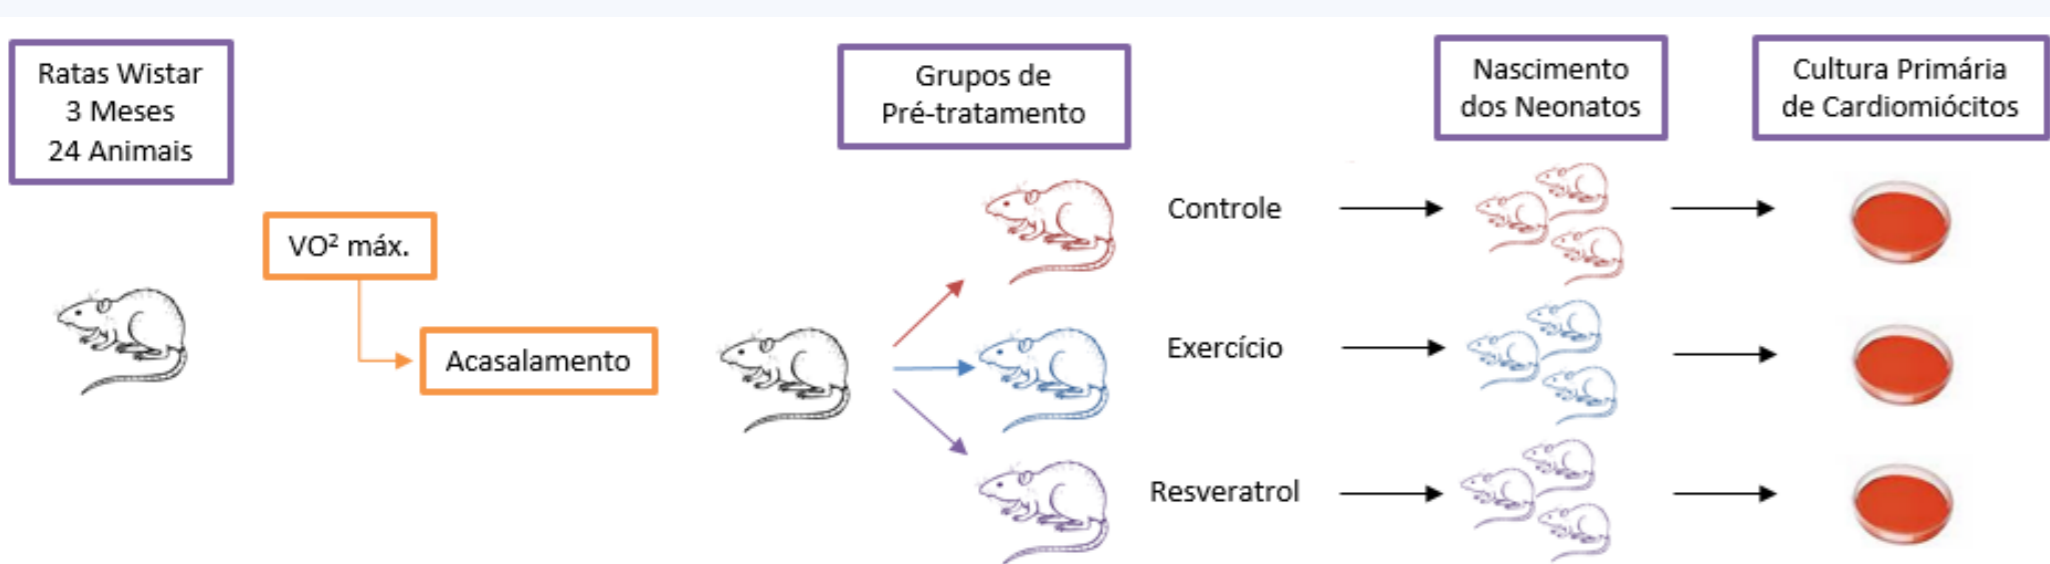 Ratas Wistar
3 Meses
24 Animais
VO² máx.
Acasalamento
Grupos de
Pré-tratamento
Controle
Exercício
Resveratrol
Nascimento
dos Neonatos
Cultura Primária
de Cardiomiócitos